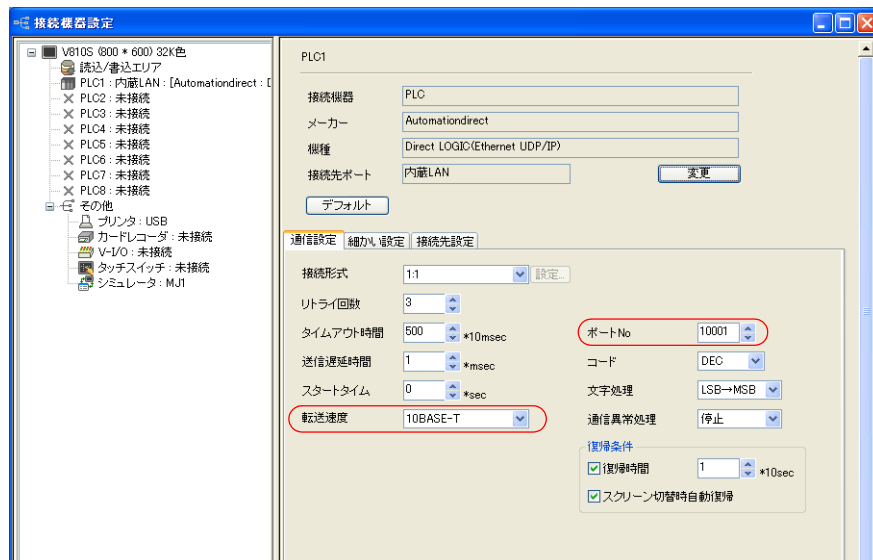 接続機器設定
V810S (800 * 600) 32K色
読込/書込エリア
PLC1 : 内蔵LAN : [Automationdirect : D
PLC2 : 未接続
PLC3 : 未接続
PLC4 : 未接続
PLC5 : 未接続
PLC6 : 未接続
PLC7 : 未接続
PLC8 : 未接続
その他
プリンタ : USB
カードレコーダ : 未接続
V-I/O : 未接続
タッチスイッチ : 未接続
シミュレータ : MJ1
PLC1
接続機器 PLC
メーカー Automationdirect
機種 Direct LOGIC(Ethernet UDP/IP)
接続先ポート 内蔵LAN 変更
デフォルト
通信設定 細かい設定 接続先設定
接続形式 1:1 設定...
リトライ回数 3
タイムアウト時間 500 *10msec ポートNo 10001
送信遅延時間 1 *msec コード DEC
スタートタイム 0 *sec 文字処理 LSB→MSB
転送速度 10BASE-T 通信異常処理 停止
復帰条件
復帰時間 1 *10sec
スクリーン切替時自動復帰